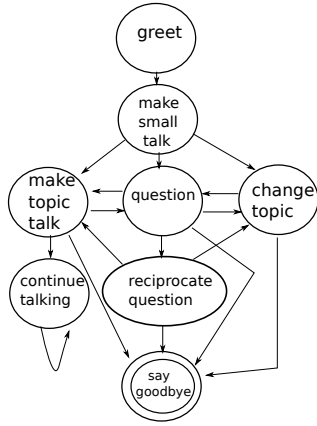 greet
make
small
talk
make
topic
talk
question
change
topic
continue
talking
reciprocate
question
say
goodbye